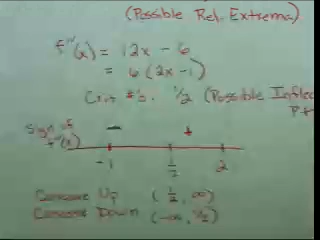 (Possible Rel. Extrema)
f"(x) = 12x - 6
= 6(2x-1)
Crit #'s. 1/2 (Possible Inflec
Pt
Sign of f"(x) - +
-1 1/2 2
Concave Up (1/2, ∞)
Concave Down (-∞, 1/2)